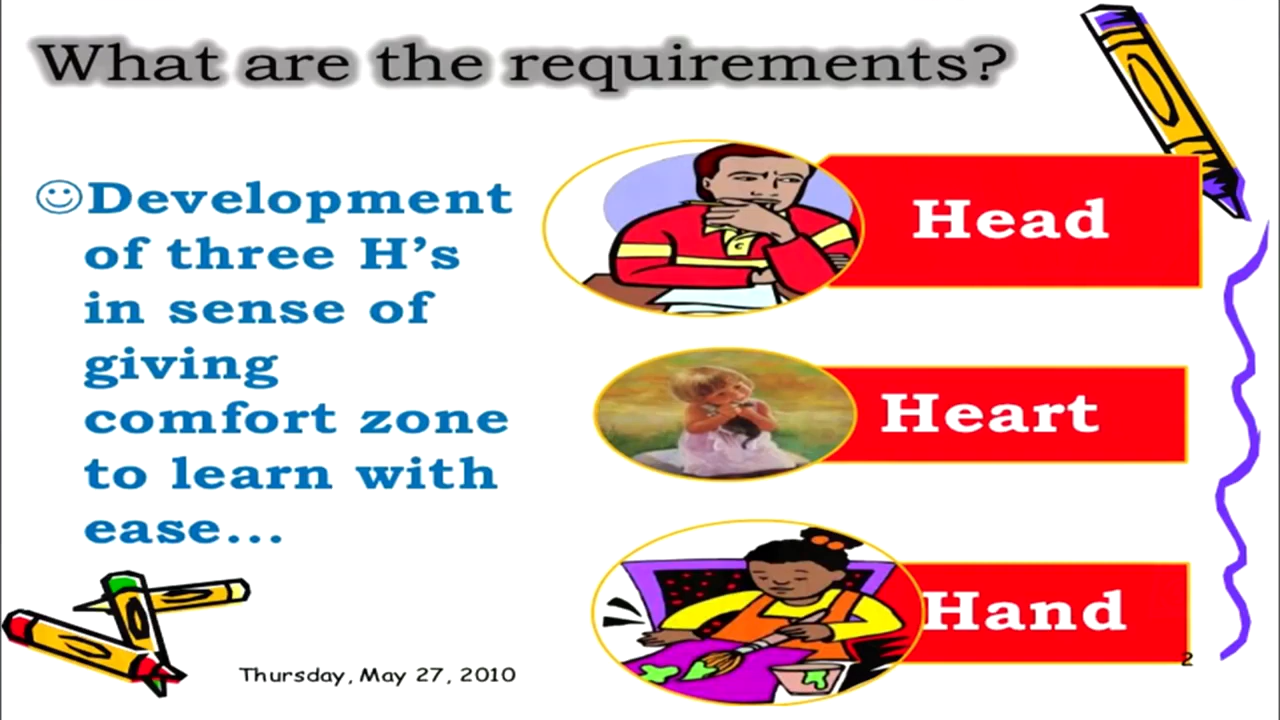 What are the requirements?
Development
of three H's
in sense of
giving
comfort zone
to learn with
ease...
Head
Heart
Hand
Thursday, May 27, 2010
2